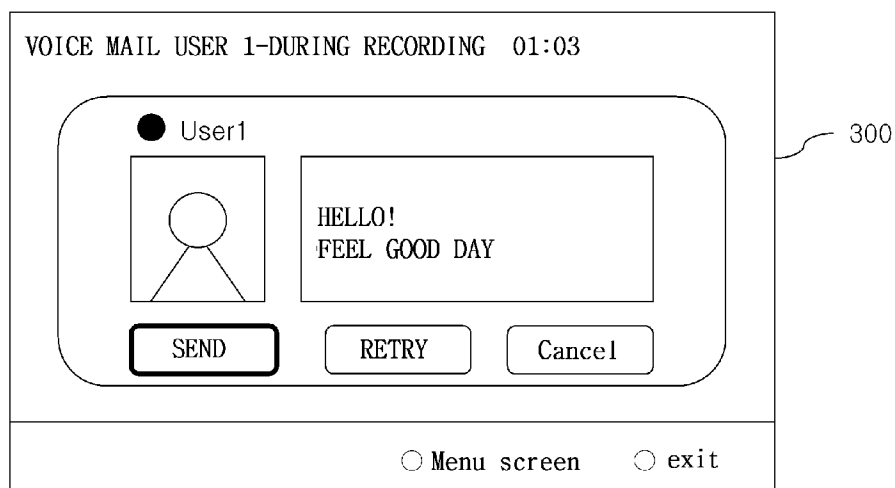 VOICE MAIL USER 1-DURING RECORDING 01:03
User1
300
HELLO!
FEEL GOOD DAY
SEND RETRY Cancel
Menu screen exit